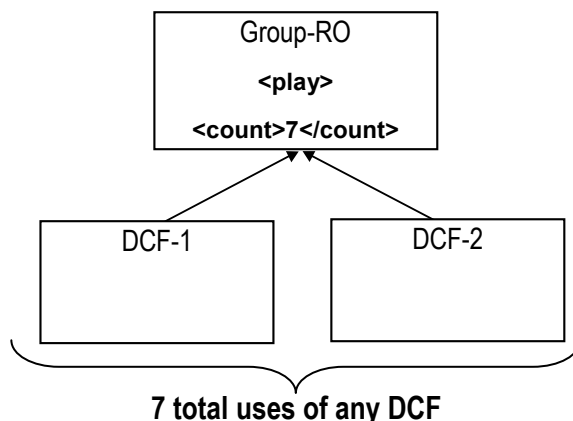 Group-RO
<play>
<count>7</count>
DCF-1
DCF-2
7 total uses of any DCF